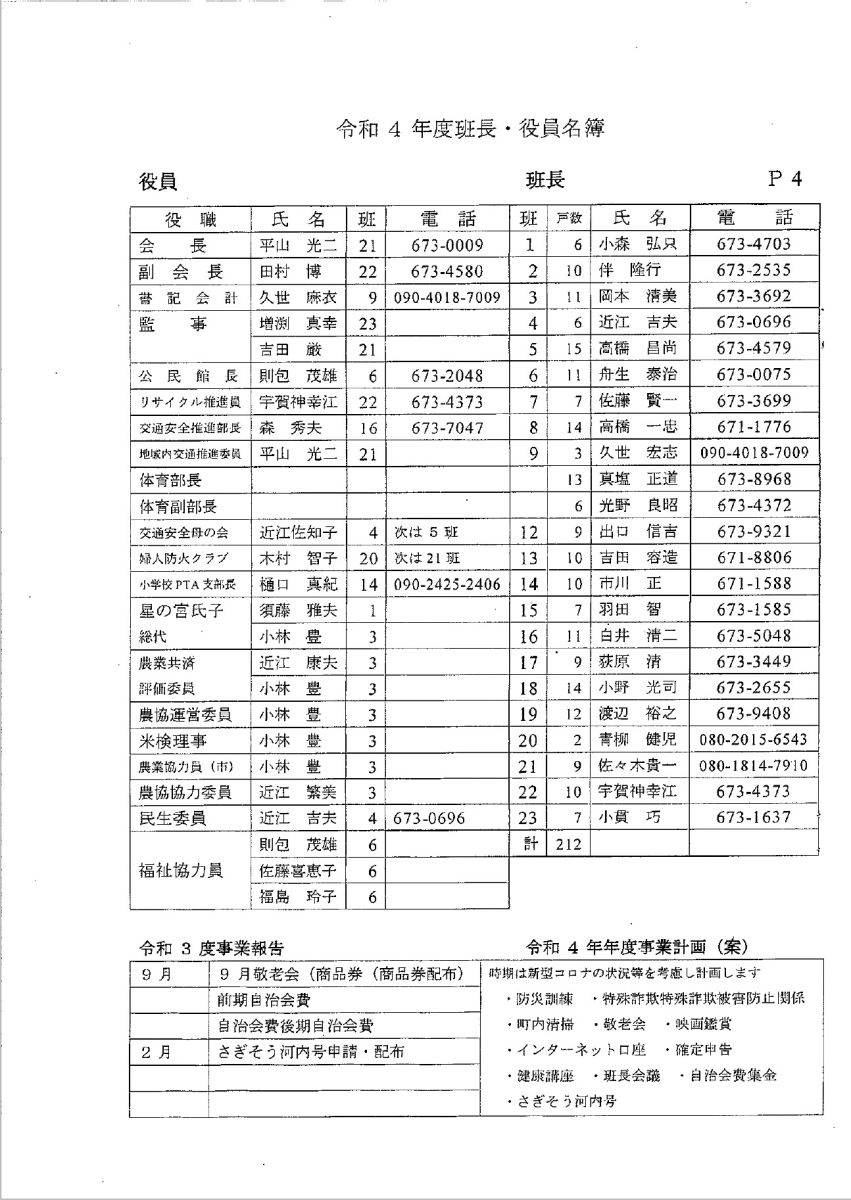 令和 4 年度班長・役員名簿
役員 班長 P 4
役 職 氏 名 班 電 話 班 戸数 氏 名 電 話
会 長 平山 光二 21 673-0009 1 6 小森 弘只 673-4703
副 会 長 田村 博 22 673-4580 2 10 伴 隆行 673-2535
書 記 会 計 久世 麻衣 9 090-4018-7009 3 11 岡本 清美 673-3692
監 事 増渕 真幸 23 4 6 近江 吉夫 673-0696
吉田 厳 21 5 15 高橋 昌尚 673-4579
公 民 館 長 則包 茂雄 6 673-2048 6 11 舟生 泰治 673-0075
リサイクル推進員 宇賀神幸江 22 673-4373 7 7 佐藤 賢一 673-3699
交通安全推進部長 森 秀夫 16 673-7047 8 14 高橋 一忠 671-1776
地域内交通推進委員 平山 光二 21 9 3 久世 宏志 090-4018-7009
体育部長 13 真塩 正道 673-8968
体育副部長 6 光野 良昭 673-4372
交通安全母の会 近江佐知子 4 次は 5 班 12 9 出口 信吉 673-9321
婦人防火クラブ 木村 智子 20 次は 21 班 13 10 吉田 容造 671-8806
小学校 PTA 支部長 樋口 真紀 14 090-2425-2406 14 10 市川 正 671-1588
星の宮氏子 須藤 雅夫 1 15 7 羽田 智 673-1585
総代 小林 豊 3 16 11 白井 清二 673-5048
農業共済 近江 康夫 3 17 9 荻原 清 673-3449
評価委員 小林 豊 3 18 14 小野 光司 673-2655
農協運営委員 小林 豊 3 19 12 渡辺 裕之 673-9408
米検理事 小林 豊 3 20 2 青柳 健児 080-2015-6543
農業協力員（市） 小林 豊 3 21 9 佐々木貴一 080-1814-7910
農協協力委員 近江 繁美 3 22 10 宇賀神幸江 673-4373
民生委員 近江 吉夫 4 673-0696 23 7 小貫 巧 673-1637
則包 茂雄 6 計 212
福祉協力員 佐藤喜恵子 6
福島 玲子 6
令和 3 度事業報告 令和 4 年年度事業計画（案）
9 月 9 月敬老会（商品券（商品券配布） 時期は新型コロナの状況等を考慮し計画します
前期自治会費 ・防災訓練 ・特殊詐欺特殊詐欺被害防止関係
自治会費後期自治会費 ・町内清掃 ・敬老会 ・映画鑑賞
2 月 さぎそう河内号申請・配布 ・インターネット口座 ・確定申告
・健康講座 ・班長会議 ・自治会費集金
・さぎそう河内号